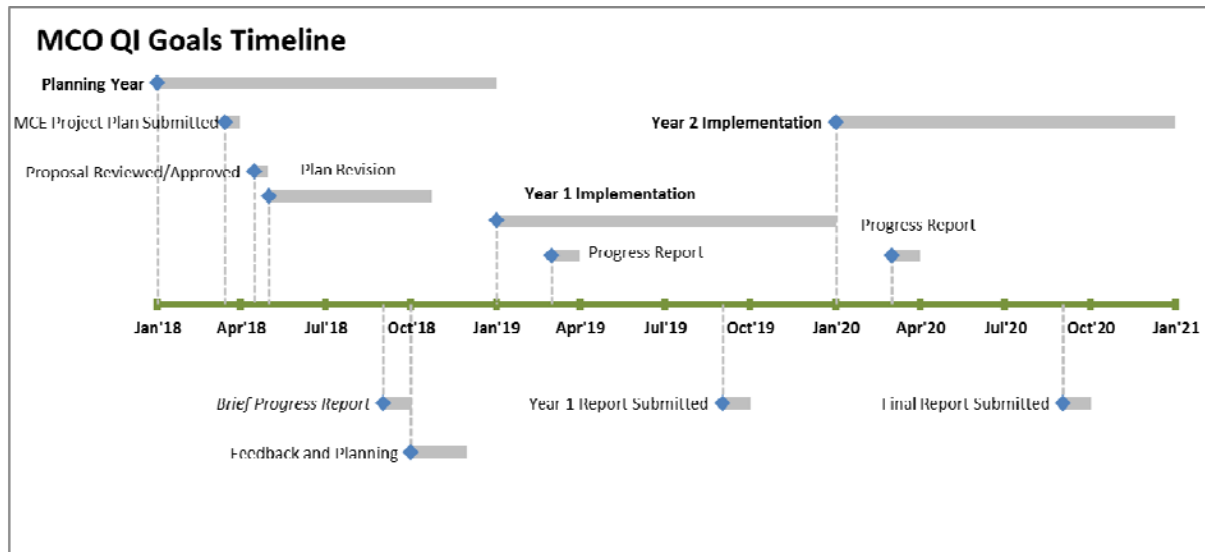 MCO QI Goals Timeline
Planning Year
MCE Project Plan Submitted
Year 2 Implementation
Proposal Reviewed/Approved
Plan Revision
Year 1 Implementation
Progress Report
Progress Report
Jan'18 Apr'18 Jul'18 Oct'18 Jan'19 Apr'19 Jul'19 Oct'19 Jan'20 Apr'20 Jul'20 Oct'20 Jan'21
Brief Progress Report
Year 1 Report Submitted
Final Report Submitted
Feedback and Planning